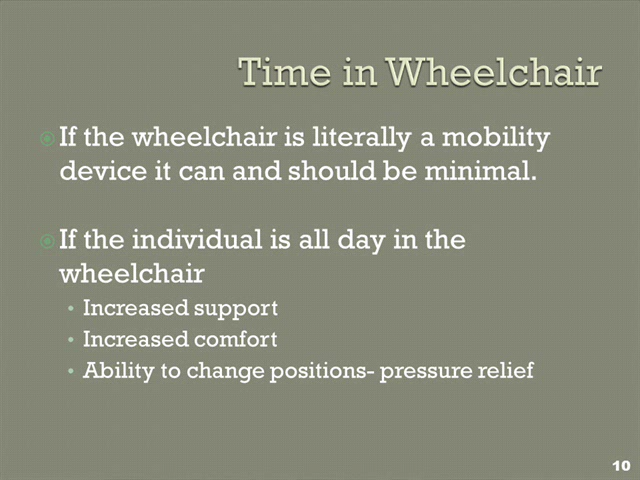 Time in Wheelchair
If the wheelchair is literally a mobility
device it can and should be minimal.
If the individual is all day in the
wheelchair
• Increased support
• Increased comfort
• Ability to change positions- pressure relief
10